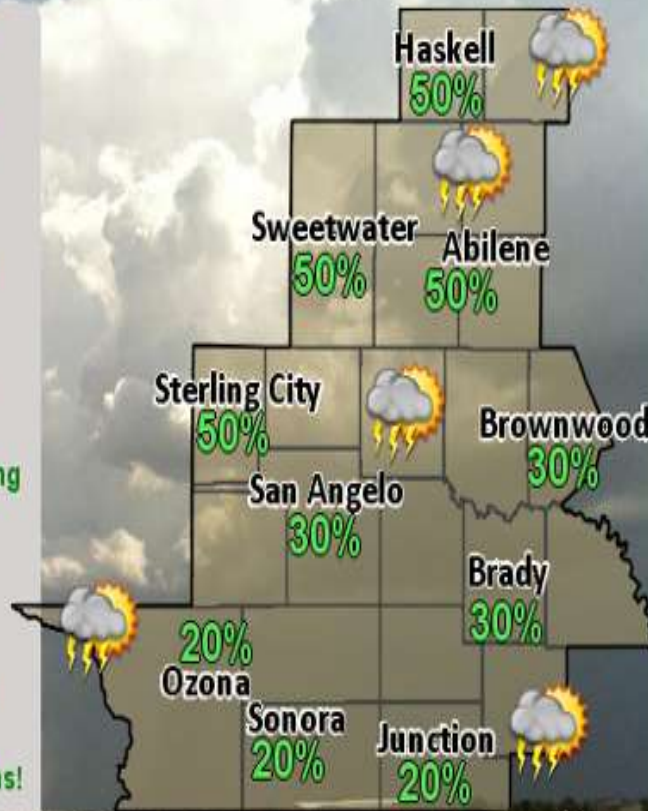 Haskell
50%
Sweetwater
50%
Abilene
50%
Sterling City
50%
Brownwood
30%
San Angelo
30%
Brady
30%
20%
Ozona
Sonora
20%
Junction
20%